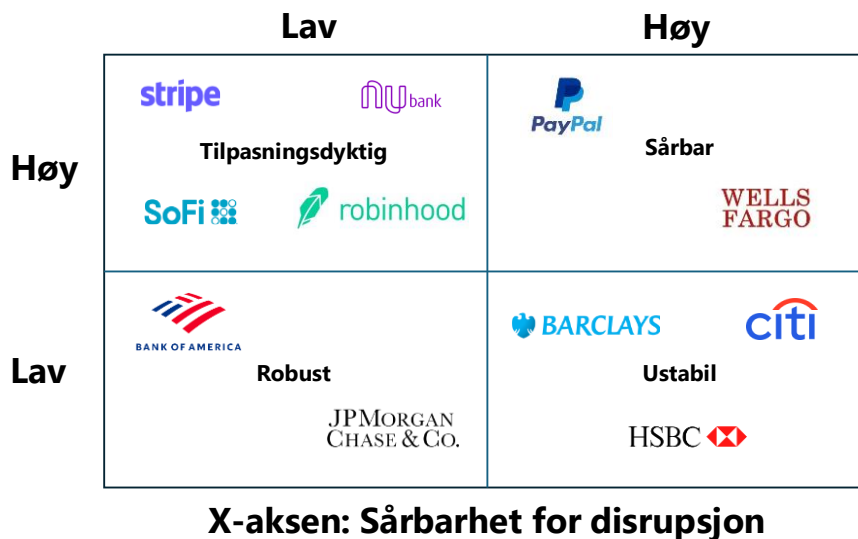 Lav
Høy
stripe
nu bank
PayPal
Tilpasningsdyktig
Sårbar
Høy
SoFi
robinhood
WELLS
FARGO
BANK OF AMERICA
BARCLAYS
citi
Lav
Robust
Ustabil
JPMORGAN
CHASE & CO.
HSBC
X-aksen: Sårbarhet for disrupsjon